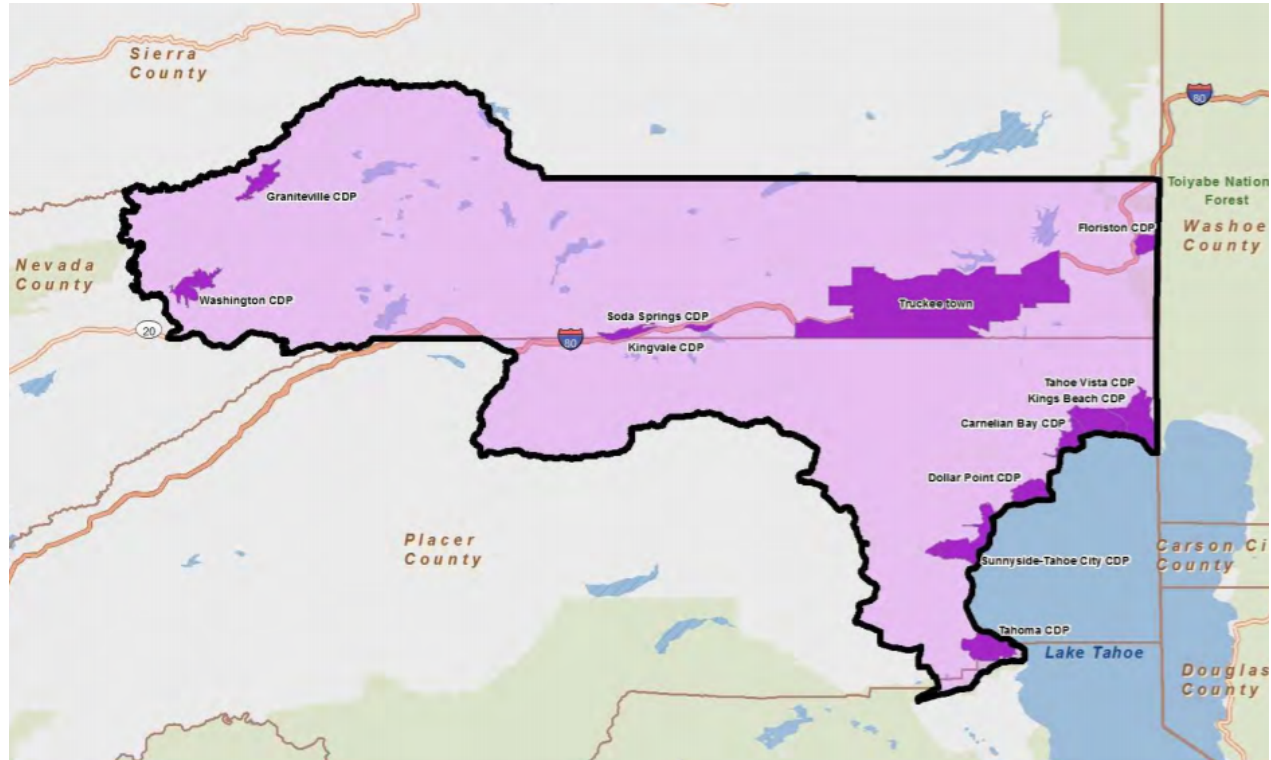 Sierra
County
80
Toiyabe Nation
Forest
Graniteville CDP
Floriston CDP
Washoe
County
Nevada
County
Washington CDP
Truckee town
Soda Springs CDP
20
80
Kingvale CDP
Tahoe Vista CDP
Kings Beach CDP
Carnelian Bay CDP
Dollar Point CDP
Placer
County
Carson Ci
County
Sunnyside-Tahoe City CDP
Tahoma CDP
Lake Tahoe
Douglas
County